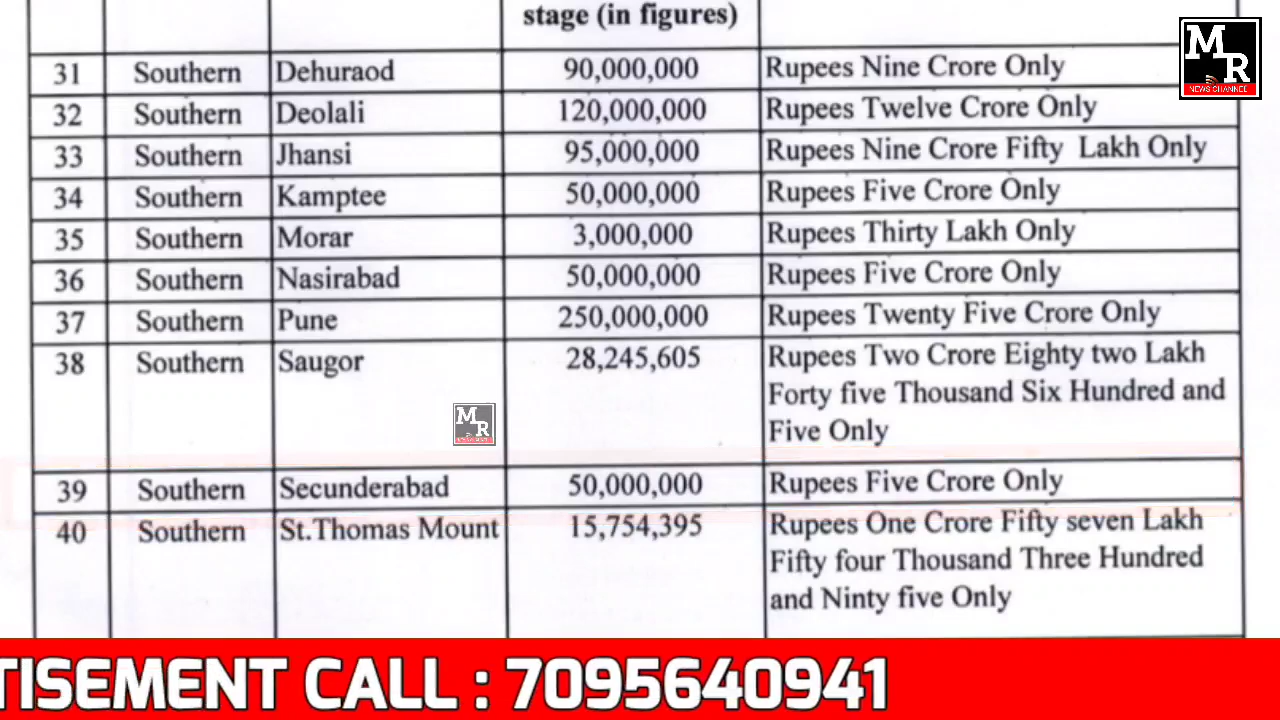 stage (in figures)
31 Southern Dehuraod 90,000,000 Rupees Nine Crore Only
32 Southern Deolali 120,000,000 Rupees Twelve Crore Only
33 Southern Jhansi 95,000,000 Rupees Nine Crore Fifty Lakh Only
34 Southern Kamptee 50,000,000 Rupees Five Crore Only
35 Southern Morar 3,000,000 Rupees Thirty Lakh Only
36 Southern Nasirabad 50,000,000 Rupees Five Crore Only
37 Southern Pune 250,000,000 Rupees Twenty Five Crore Only
38 Southern Saugor 28,245,605 Rupees Two Crore Eighty two Lakh
Forty five Thousand Six Hundred and
Five Only
39 Southern Secunderabad 50,000,000 Rupees Five Crore Only
40 Southern St.Thomas Mount 15,754,395 Rupees One Crore Fifty seven Lakh
Fifty four Thousand Three Hundred
and Ninty five Only
MR
NEWS CHANNEL
MR
TISEMENT CALL : 7095640941